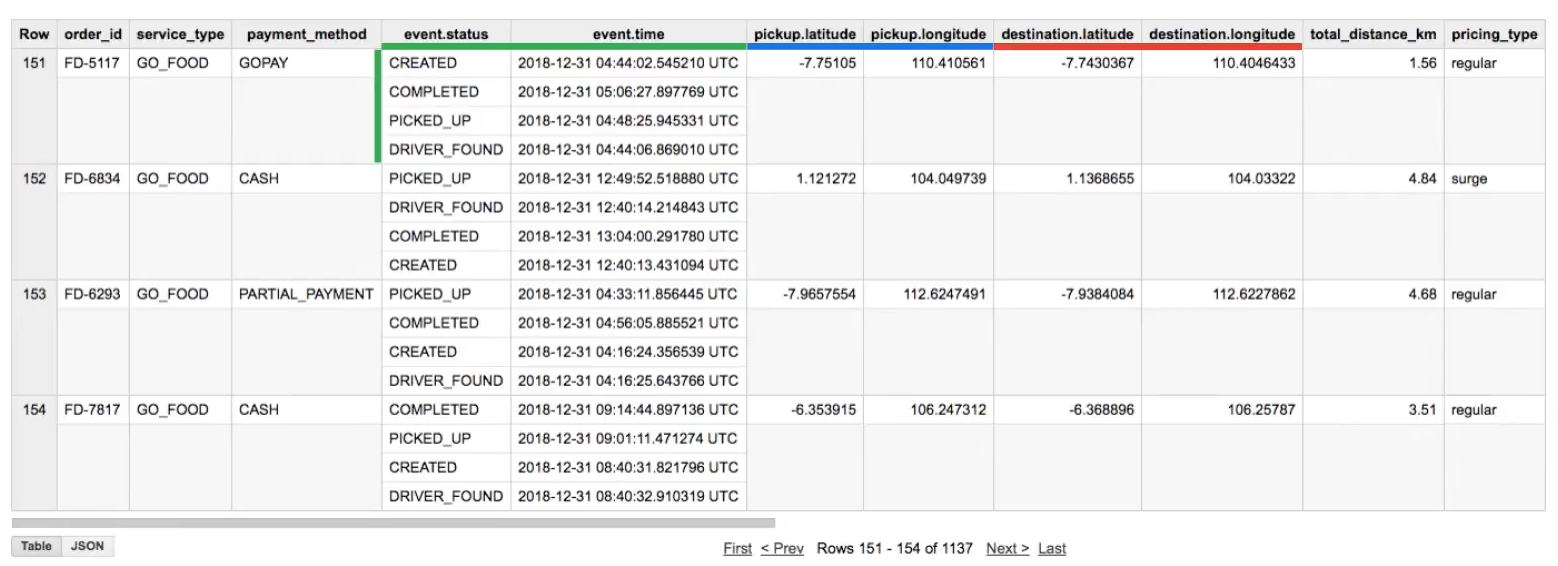 Row order_id service_type payment_method event.status event.time pickup.latitude pickup.longitude destination.latitude destination.longitude total_distance_km pricing_type
151 FD-5117 GO_FOOD GOPAY CREATED 2018-12-31 04:44:02.545210 UTC -7.75105 110.410561 -7.7430367 110.4046433 1.56 regular
COMPLETED 2018-12-31 05:06:27.897769 UTC
PICKED_UP 2018-12-31 04:48:25.945331 UTC
DRIVER_FOUND 2018-12-31 04:44:06.869010 UTC
152 FD-6834 GO_FOOD CASH PICKED_UP 2018-12-31 12:49:52.518880 UTC 1.121272 104.049739 1.1368655 104.03322 4.84 surge
DRIVER_FOUND 2018-12-31 12:40:14.214843 UTC
COMPLETED 2018-12-31 13:04:00.291780 UTC
CREATED 2018-12-31 12:40:13.431094 UTC
153 FD-6293 GO_FOOD PARTIAL_PAYMENT PICKED_UP 2018-12-31 04:33:11.856445 UTC -7.9657554 112.6247491 -7.9384084 112.6227862 4.68 regular
COMPLETED 2018-12-31 04:56:05.885521 UTC
CREATED 2018-12-31 04:16:24.356539 UTC
DRIVER_FOUND 2018-12-31 04:16:25.643766 UTC
154 FD-7817 GO_FOOD CASH COMPLETED 2018-12-31 09:14:44.897136 UTC -6.353915 106.247312 -6.368896 106.25787 3.51 regular
PICKED_UP 2018-12-31 09:01:11.471274 UTC
CREATED 2018-12-31 08:40:31.821796 UTC
DRIVER_FOUND 2018-12-31 08:40:32.910319 UTC
Table JSON First < Prev Rows 151 - 154 of 1137 Next > Last